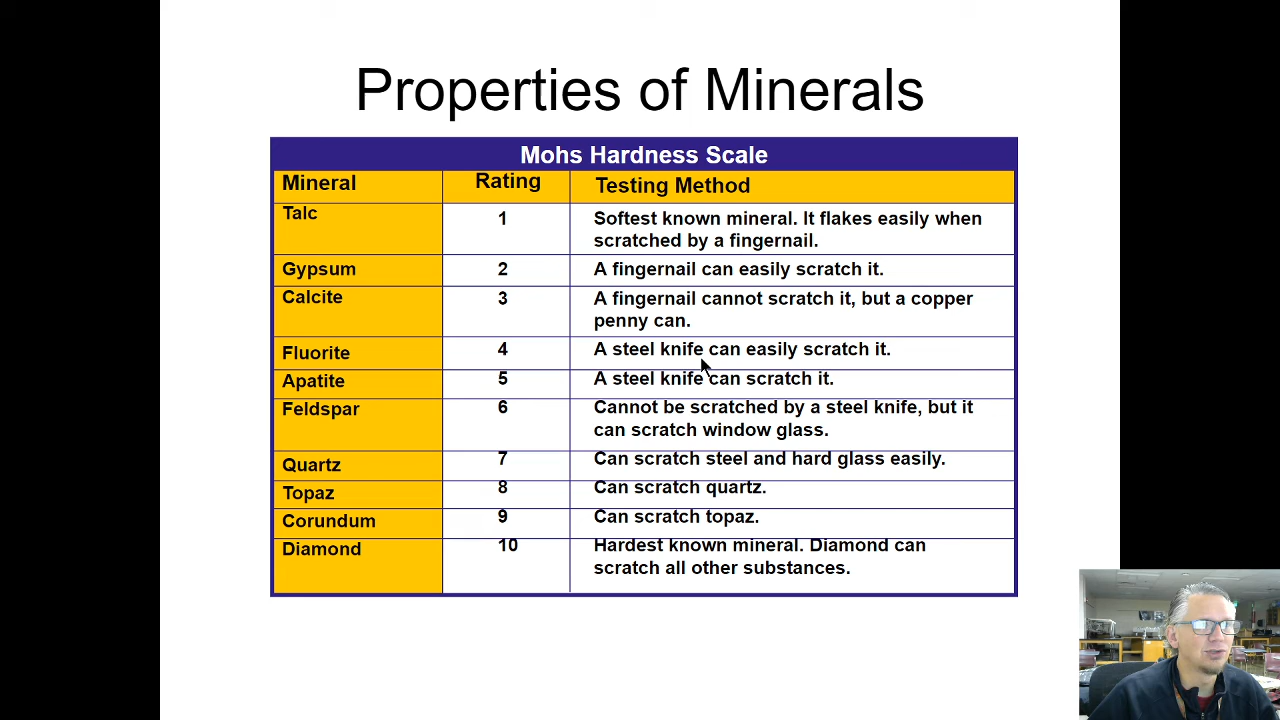 Properties of Minerals
Mohs Hardness Scale
Mineral Rating Testing Method
Talc 1 Softest known mineral. It flakes easily when
scratched by a fingernail.
Gypsum 2 A fingernail can easily scratch it.
Calcite 3 A fingernail cannot scratch it, but a copper
penny can.
Fluorite 4 A steel knife can easily scratch it.
Apatite 5 A steel knife can scratch it.
Feldspar 6 Cannot be scratched by a steel knife, but it
can scratch window glass.
Quartz 7 Can scratch steel and hard glass easily.
Topaz 8 Can scratch quartz.
Corundum 9 Can scratch topaz.
Diamond 10 Hardest known mineral. Diamond can
scratch all other substances.